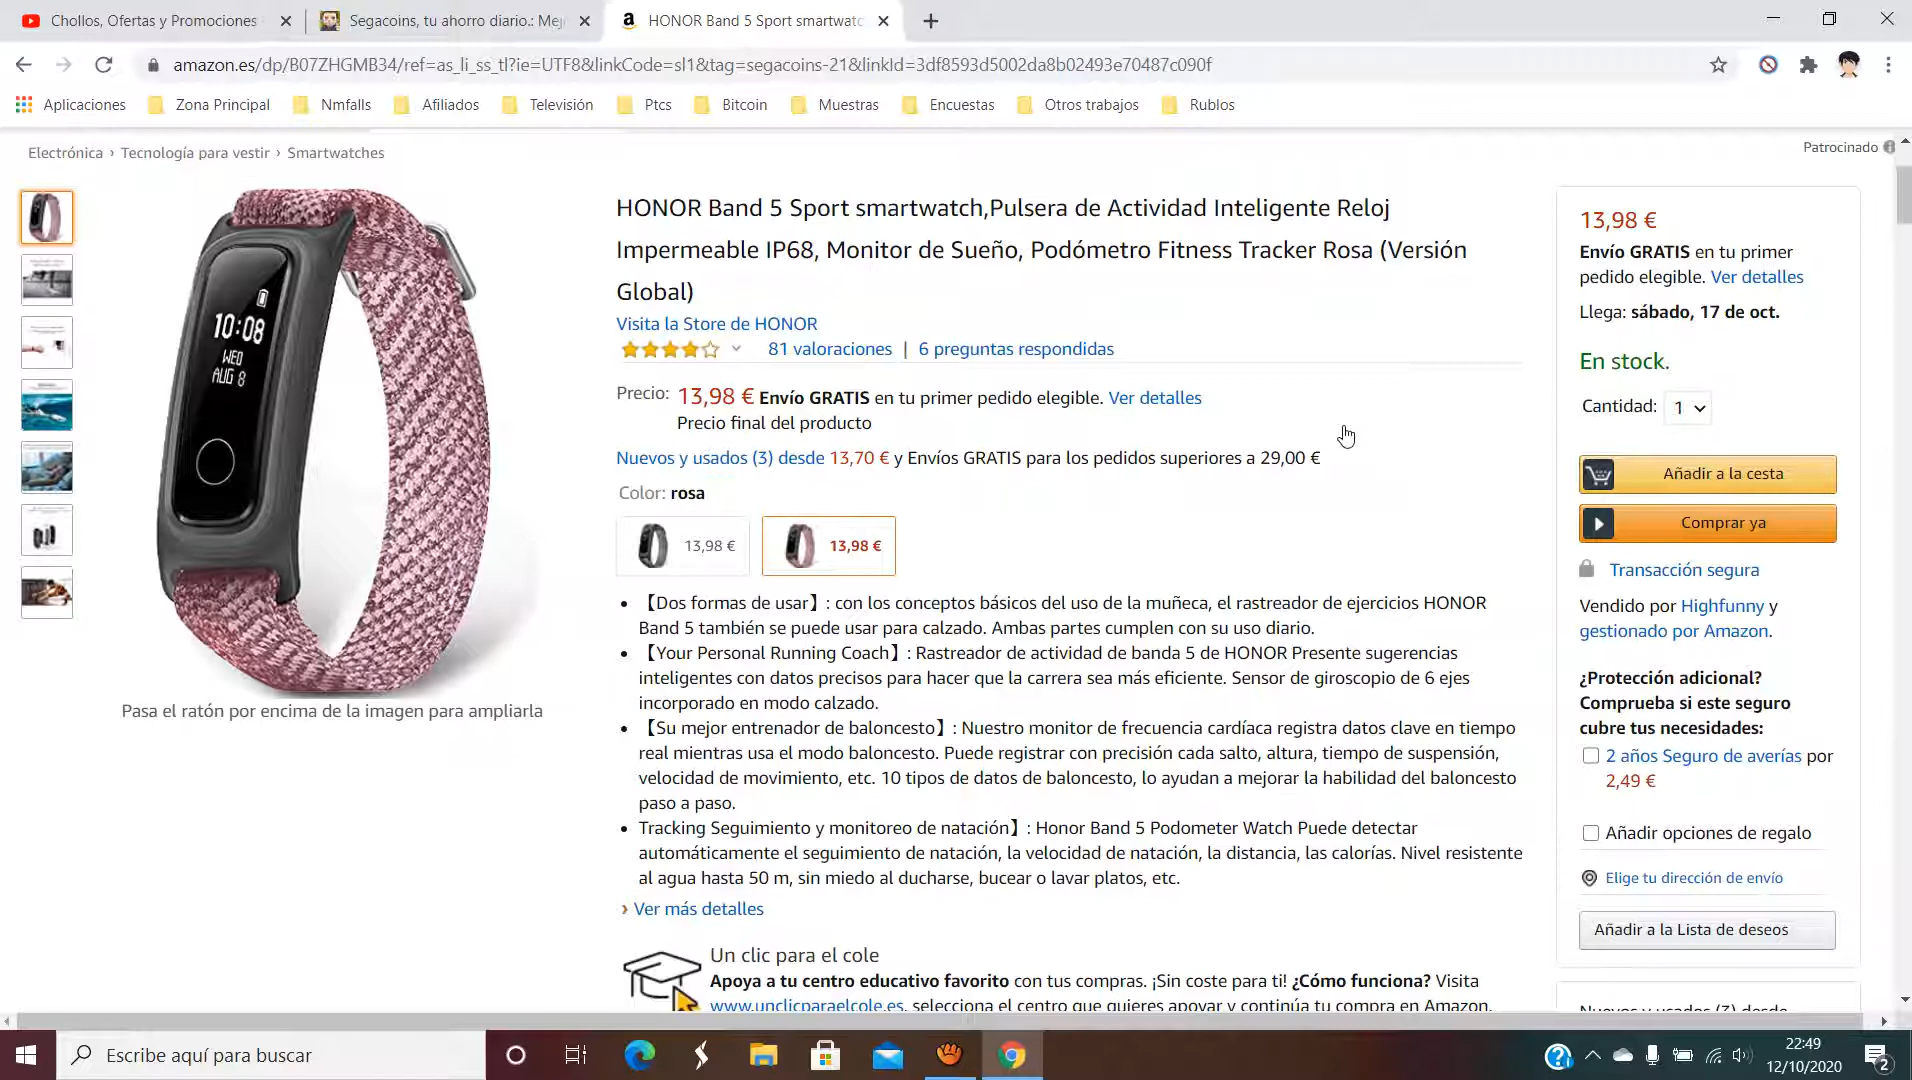 Chollos, Ofertas y Promociones
Segacoins, tu ahorro diario.: Mej
HONOR Band 5 Sport smartwatc
amazon.es/dp/B07ZHGMB34/ref=as_li_ss_tl?ie=UTF8&linkCode=sl1&tag=segacoins-21&linkId=3df8593d5002da8b02493e70487c090f
Aplicaciones Zona Principal Nmfalls Afiliados Televisión Ptcs Bitcoin Muestras Encuestas Otros trabajos Rublos
Electrónica › Tecnología para vestir › Smartwatches
Patrocinado
10:08
WED
AUG 8
Pasa el ratón por encima de la imagen para ampliarla
HONOR Band 5 Sport smartwatch,Pulsera de Actividad Inteligente Reloj
Impermeable IP68, Monitor de Sueño, Podómetro Fitness Tracker Rosa (Versión
Global)
Visita la Store de HONOR
81 valoraciones | 6 preguntas respondidas
Precio: 13,98 € Envío GRATIS en tu primer pedido elegible. Ver detalles
Precio final del producto
Nuevos y usados (3) desde 13,70 € y Envíos GRATIS para los pedidos superiores a 29,00 €
Color: rosa
13,98 € 13,98 €
• 【Dos formas de usar】: con los conceptos básicos del uso de la muñeca, el rastreador de ejercicios HONOR
Band 5 también se puede usar para calzado. Ambas partes cumplen con su uso diario.
• 【Your Personal Running Coach】: Rastreador de actividad de banda 5 de HONOR Presente sugerencias
inteligentes con datos precisos para hacer que la carrera sea más eficiente. Sensor de giroscopio de 6 ejes
incorporado en modo calzado.
• 【Su mejor entrenador de baloncesto】: Nuestro monitor de frecuencia cardíaca registra datos clave en tiempo
real mientras usa el modo baloncesto. Puede registrar con precisión cada salto, altura, tiempo de suspensión,
velocidad de movimiento, etc. 10 tipos de datos de baloncesto, lo ayudan a mejorar la habilidad del baloncesto
paso a paso.
• Tracking Seguimiento y monitoreo de natación】: Honor Band 5 Podometer Watch Puede detectar
automáticamente el seguimiento de natación, la velocidad de natación, la distancia, las calorías. Nivel resistente
al agua hasta 50 m, sin miedo al ducharse, bucear o lavar platos, etc.
› Ver más detalles
Un clic para el cole
Apoya a tu centro educativo favorito con tus compras. ¡Sin coste para ti! ¿Cómo funciona? Visita
www.unclicparaelcole.es, selecciona el centro que quieres apoyar y continúa tu compra en Amazon.
13,98 €
Envío GRATIS en tu primer
pedido elegible. Ver detalles
Llega: sábado, 17 de oct.
En stock.
Cantidad: 1
Añadir a la cesta
Comprar ya
Transacción segura
Vendido por Highfunny y
gestionado por Amazon.
¿Protección adicional?
Comprueba si este seguro
cubre tus necesidades:
2 años Seguro de averías por
2,49 €
Añadir opciones de regalo
Elige tu dirección de envío
Añadir a la Lista de deseos
Nuevos y usados (3) desde
Escribe aquí para buscar
22:49
12/10/2020
2